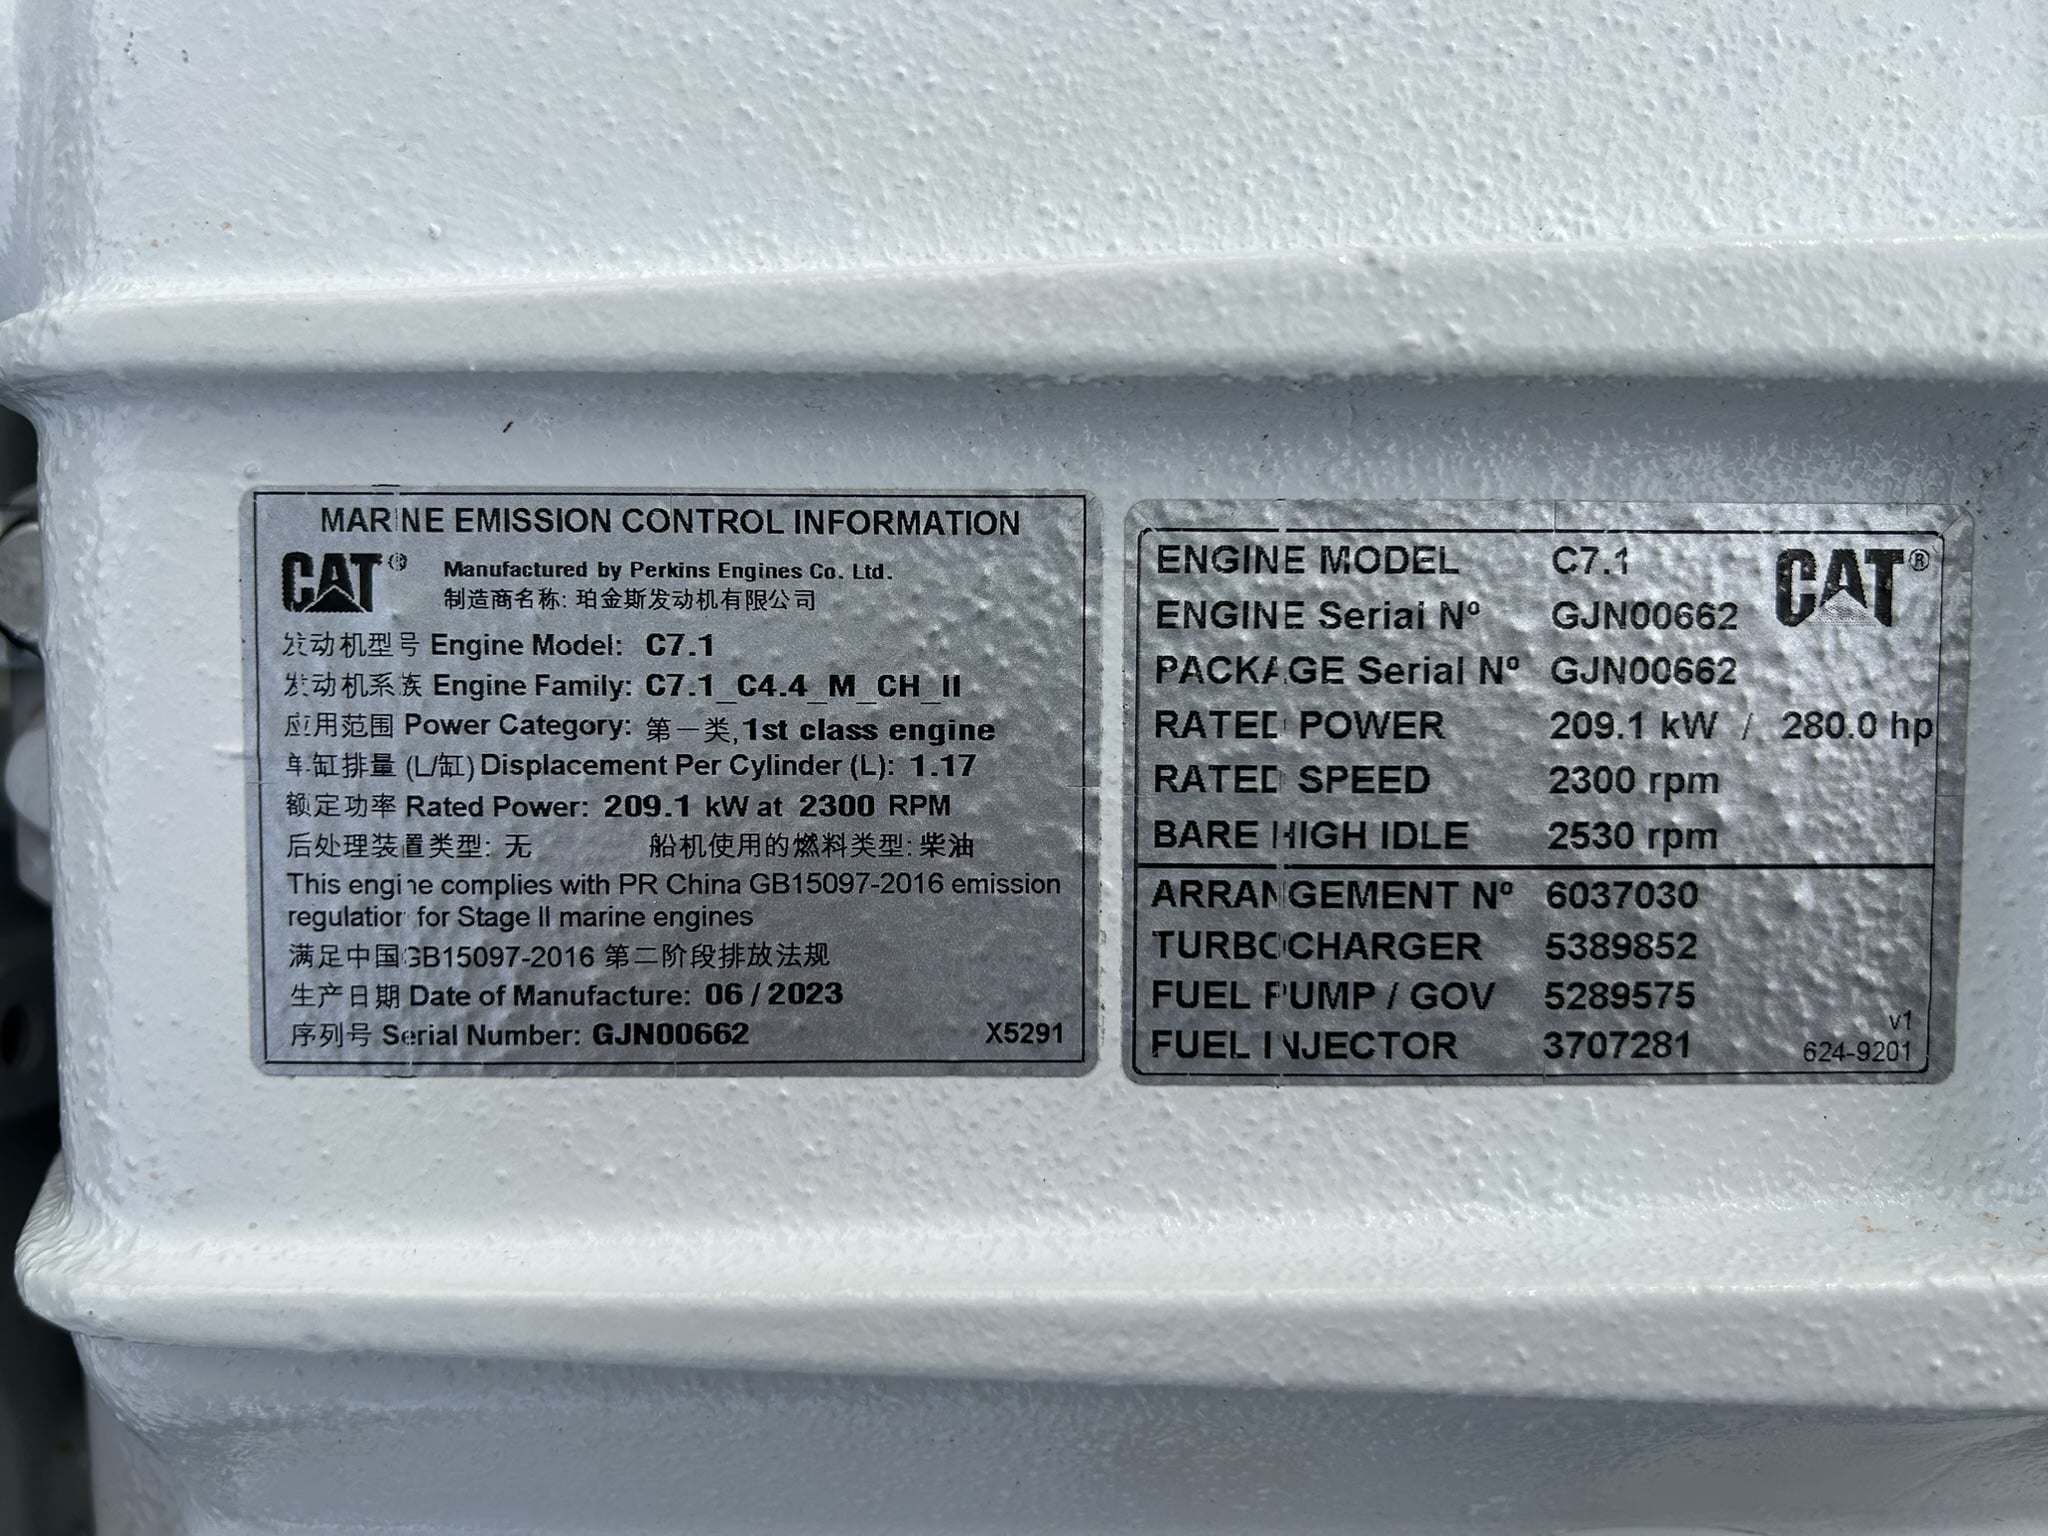 MARINE EMISSION CONTROL INFORMATION
CAT®
Manufactured by Perkins Engines Co. Ltd.
制造商名称: 珀金斯发动机有限公司
发动机型号 Engine Model: C7.1
发动机系族 Engine Family: C7.1_C4.4_M_CH_II
应用范围 Power Category: 第一类, 1st class engine
单缸排量 (L/缸) Displacement Per Cylinder (L): 1.17
额定功率 Rated Power: 209.1 kW at 2300 RPM
后处理装置类型: 无 船机使用的燃料类型: 柴油
This engine complies with PR China GB15097-2016 emission
regulation for Stage II marine engines
满足中国GB15097-2016 第二阶段排放法规
生产日期 Date of Manufacture: 06 / 2023
序列号 Serial Number: GJN00662 X5291
ENGINE MODEL C7.1 CAT®
ENGINE Serial Nº GJN00662
PACKAGE Serial Nº GJN00662
RATED POWER 209.1 kW / 280.0 hp
RATED SPEED 2300 rpm
BARE HIGH IDLE 2530 rpm
ARRANGEMENT Nº 6037030
TURBOCHARGER 5389852
FUEL PUMP / GOV 5289575
v1
FUEL INJECTOR 3707281 624-9201